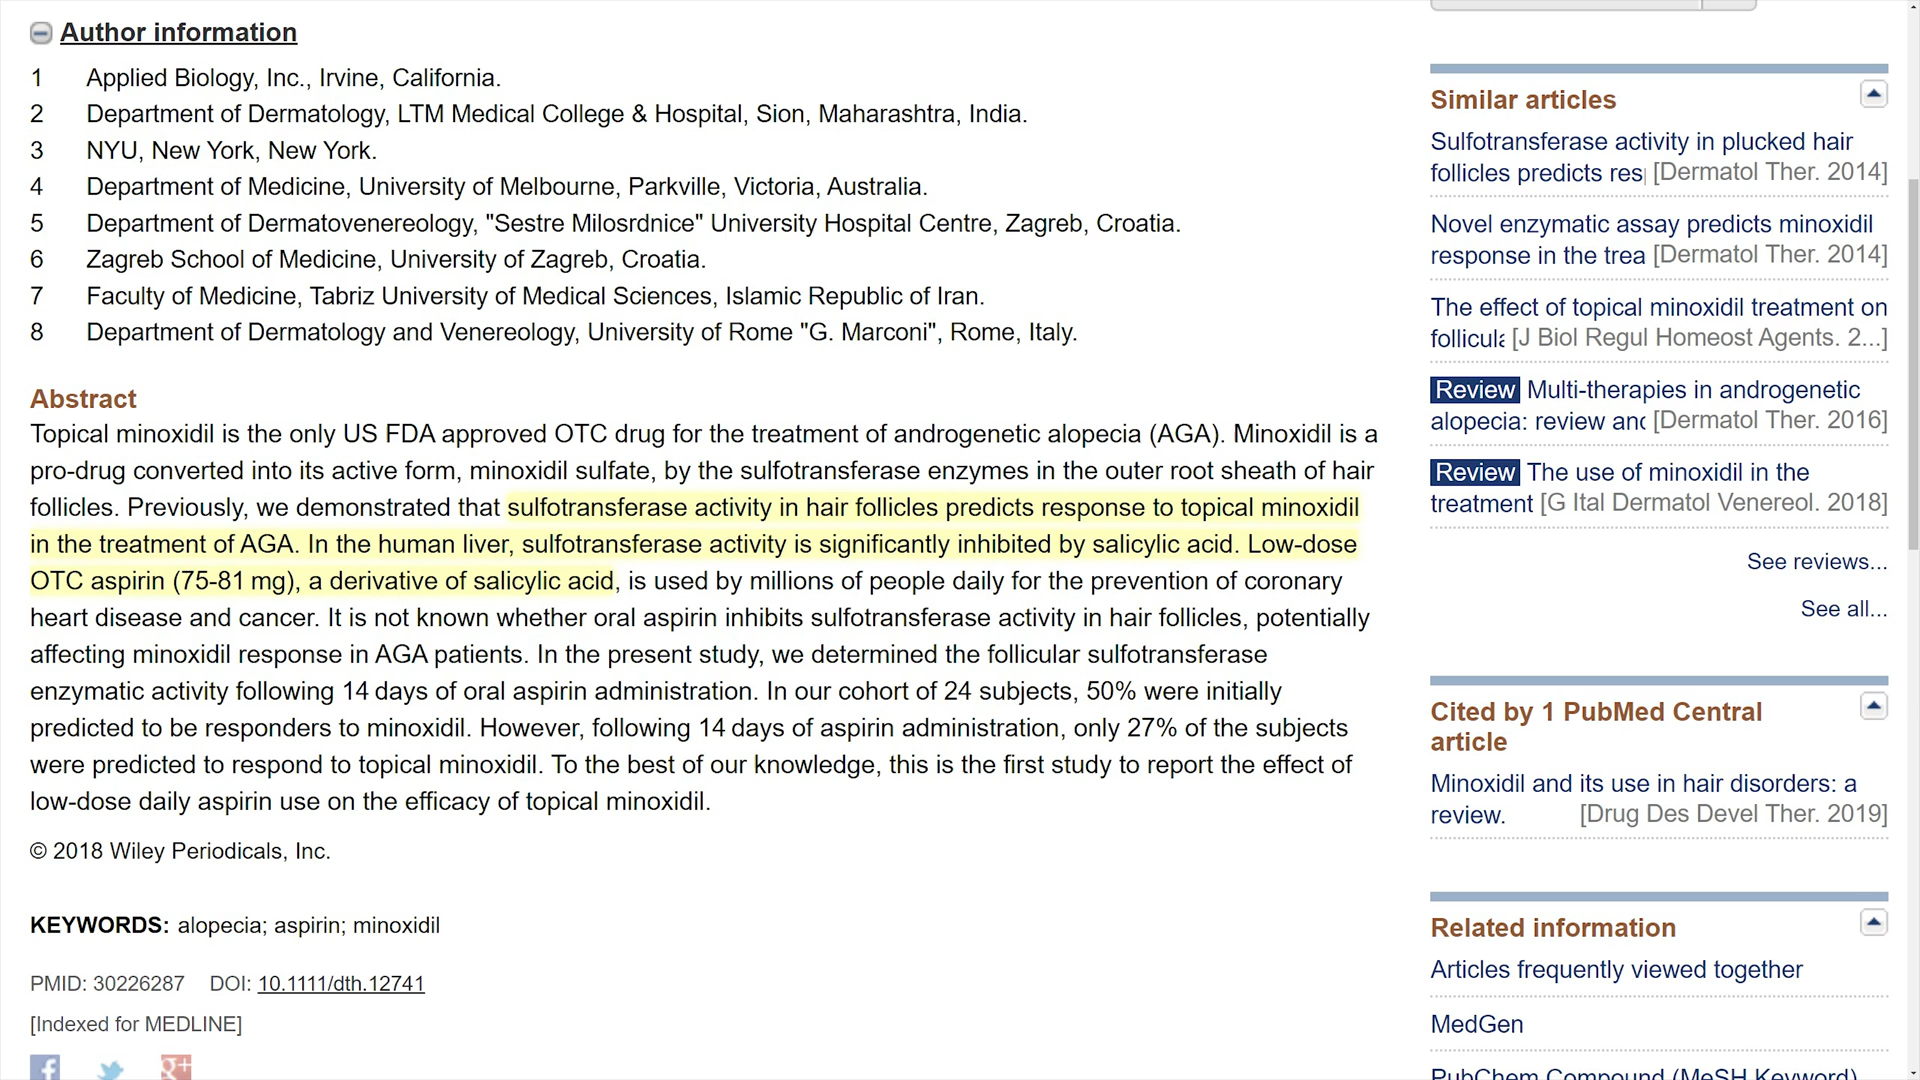 Author information
1 Applied Biology, Inc., Irvine, California.
2 Department of Dermatology, LTM Medical College & Hospital, Sion, Maharashtra, India.
3 NYU, New York, New York.
4 Department of Medicine, University of Melbourne, Parkville, Victoria, Australia.
5 Department of Dermatovenereology, "Sestre Milosrdnice" University Hospital Centre, Zagreb, Croatia.
6 Zagreb School of Medicine, University of Zagreb, Croatia.
7 Faculty of Medicine, Tabriz University of Medical Sciences, Islamic Republic of Iran.
8 Department of Dermatology and Venereology, University of Rome "G. Marconi", Rome, Italy.
Abstract
Topical minoxidil is the only US FDA approved OTC drug for the treatment of androgenetic alopecia (AGA). Minoxidil is a
pro-drug converted into its active form, minoxidil sulfate, by the sulfotransferase enzymes in the outer root sheath of hair
follicles. Previously, we demonstrated that sulfotransferase activity in hair follicles predicts response to topical minoxidil
in the treatment of AGA. In the human liver, sulfotransferase activity is significantly inhibited by salicylic acid. Low-dose
OTC aspirin (75-81 mg), a derivative of salicylic acid, is used by millions of people daily for the prevention of coronary
heart disease and cancer. It is not known whether oral aspirin inhibits sulfotransferase activity in hair follicles, potentially
affecting minoxidil response in AGA patients. In the present study, we determined the follicular sulfotransferase
enzymatic activity following 14 days of oral aspirin administration. In our cohort of 24 subjects, 50% were initially
predicted to be responders to minoxidil. However, following 14 days of aspirin administration, only 27% of the subjects
were predicted to respond to topical minoxidil. To the best of our knowledge, this is the first study to report the effect of
low-dose daily aspirin use on the efficacy of topical minoxidil.
© 2018 Wiley Periodicals, Inc.
KEYWORDS: alopecia; aspirin; minoxidil
PMID: 30226287 DOI: 10.1111/dth.12741
[Indexed for MEDLINE]
f
g+
Similar articles
Sulfotransferase activity in plucked hair
follicles predicts res [Dermatol Ther. 2014]
Novel enzymatic assay predicts minoxidil
response in the trea [Dermatol Ther. 2014]
The effect of topical minoxidil treatment on
follicula [J Biol Regul Homeost Agents. 2...]
Review Multi-therapies in androgenetic
alopecia: review and [Dermatol Ther. 2016]
Review The use of minoxidil in the
treatment [G Ital Dermatol Venereol. 2018]
See reviews...
See all...
Cited by 1 PubMed Central
article
Minoxidil and its use in hair disorders: a
review. [Drug Des Devel Ther. 2019]
Related information
Articles frequently viewed together
MedGen
PubChem Compound (MeSH Keyword)